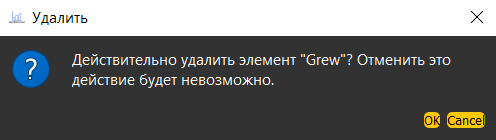 Удалить
Действительно удалить элемент "Grew"? Отменить это
действие будет невозможно.
OK Cancel